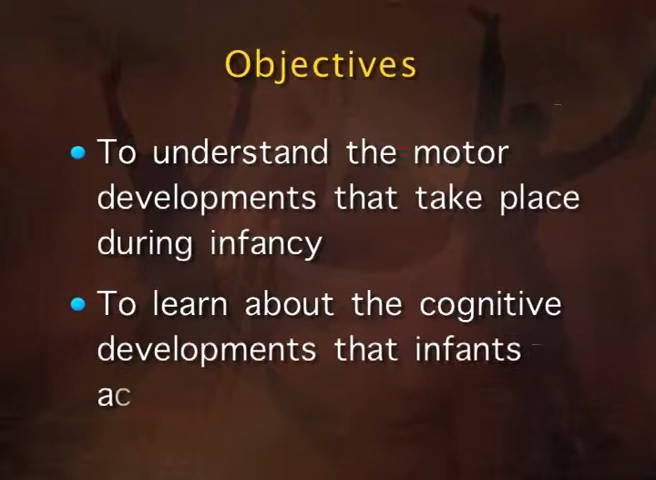 Objectives
• To understand the motor
developments that take place
during infancy
• To learn about the cognitive
developments that infants
ac